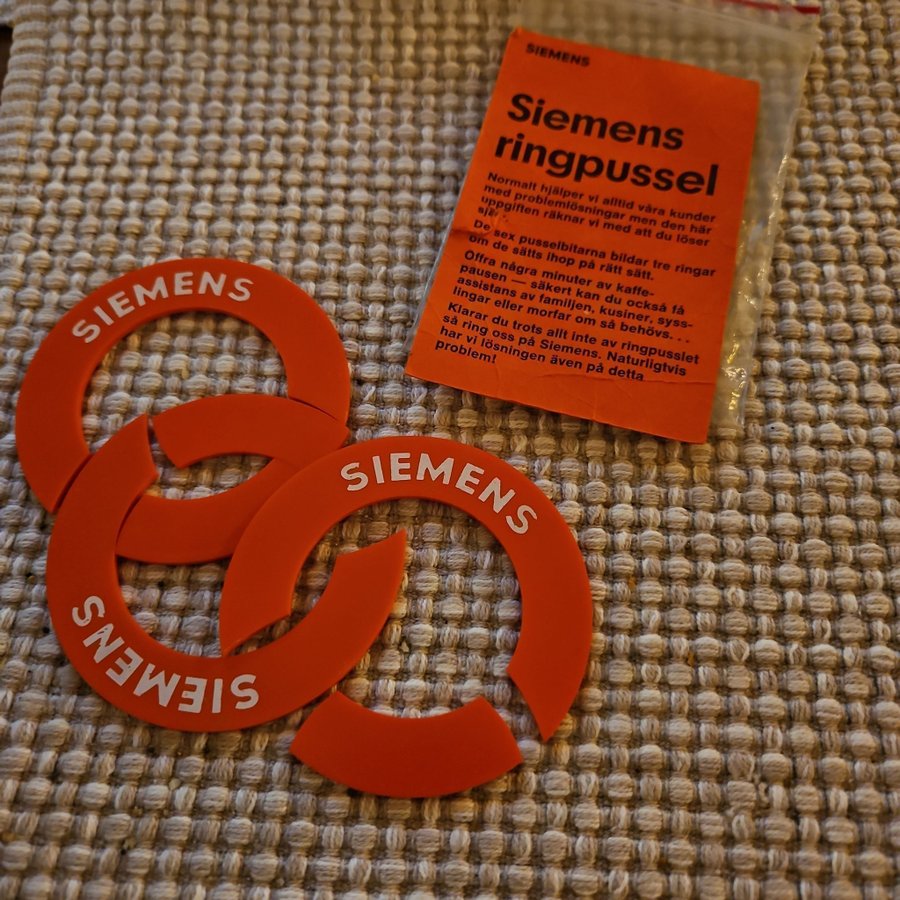 SIEMENS
Siemens
ringpussel
Normalt hjälper vi alltid våra kunder
med problemlösningar men den här
uppgiften räknar vi med att du löser
själv.
De sex pusselbitarna bildar tre ringar
om de sätts ihop på rätt sätt.
Offra några minuter av kaffe-
pausen — säkert kan du också få
assistans av familjen, kusiner, syss-
lingar eller morfar om så behövs. . .
Klarar du trots allt inte av ringpusslet
så ring oss på Siemens. Naturligtvis
har vi lösningen även på detta
problem!
SIEMENS
SIEMENS
SIEMENS